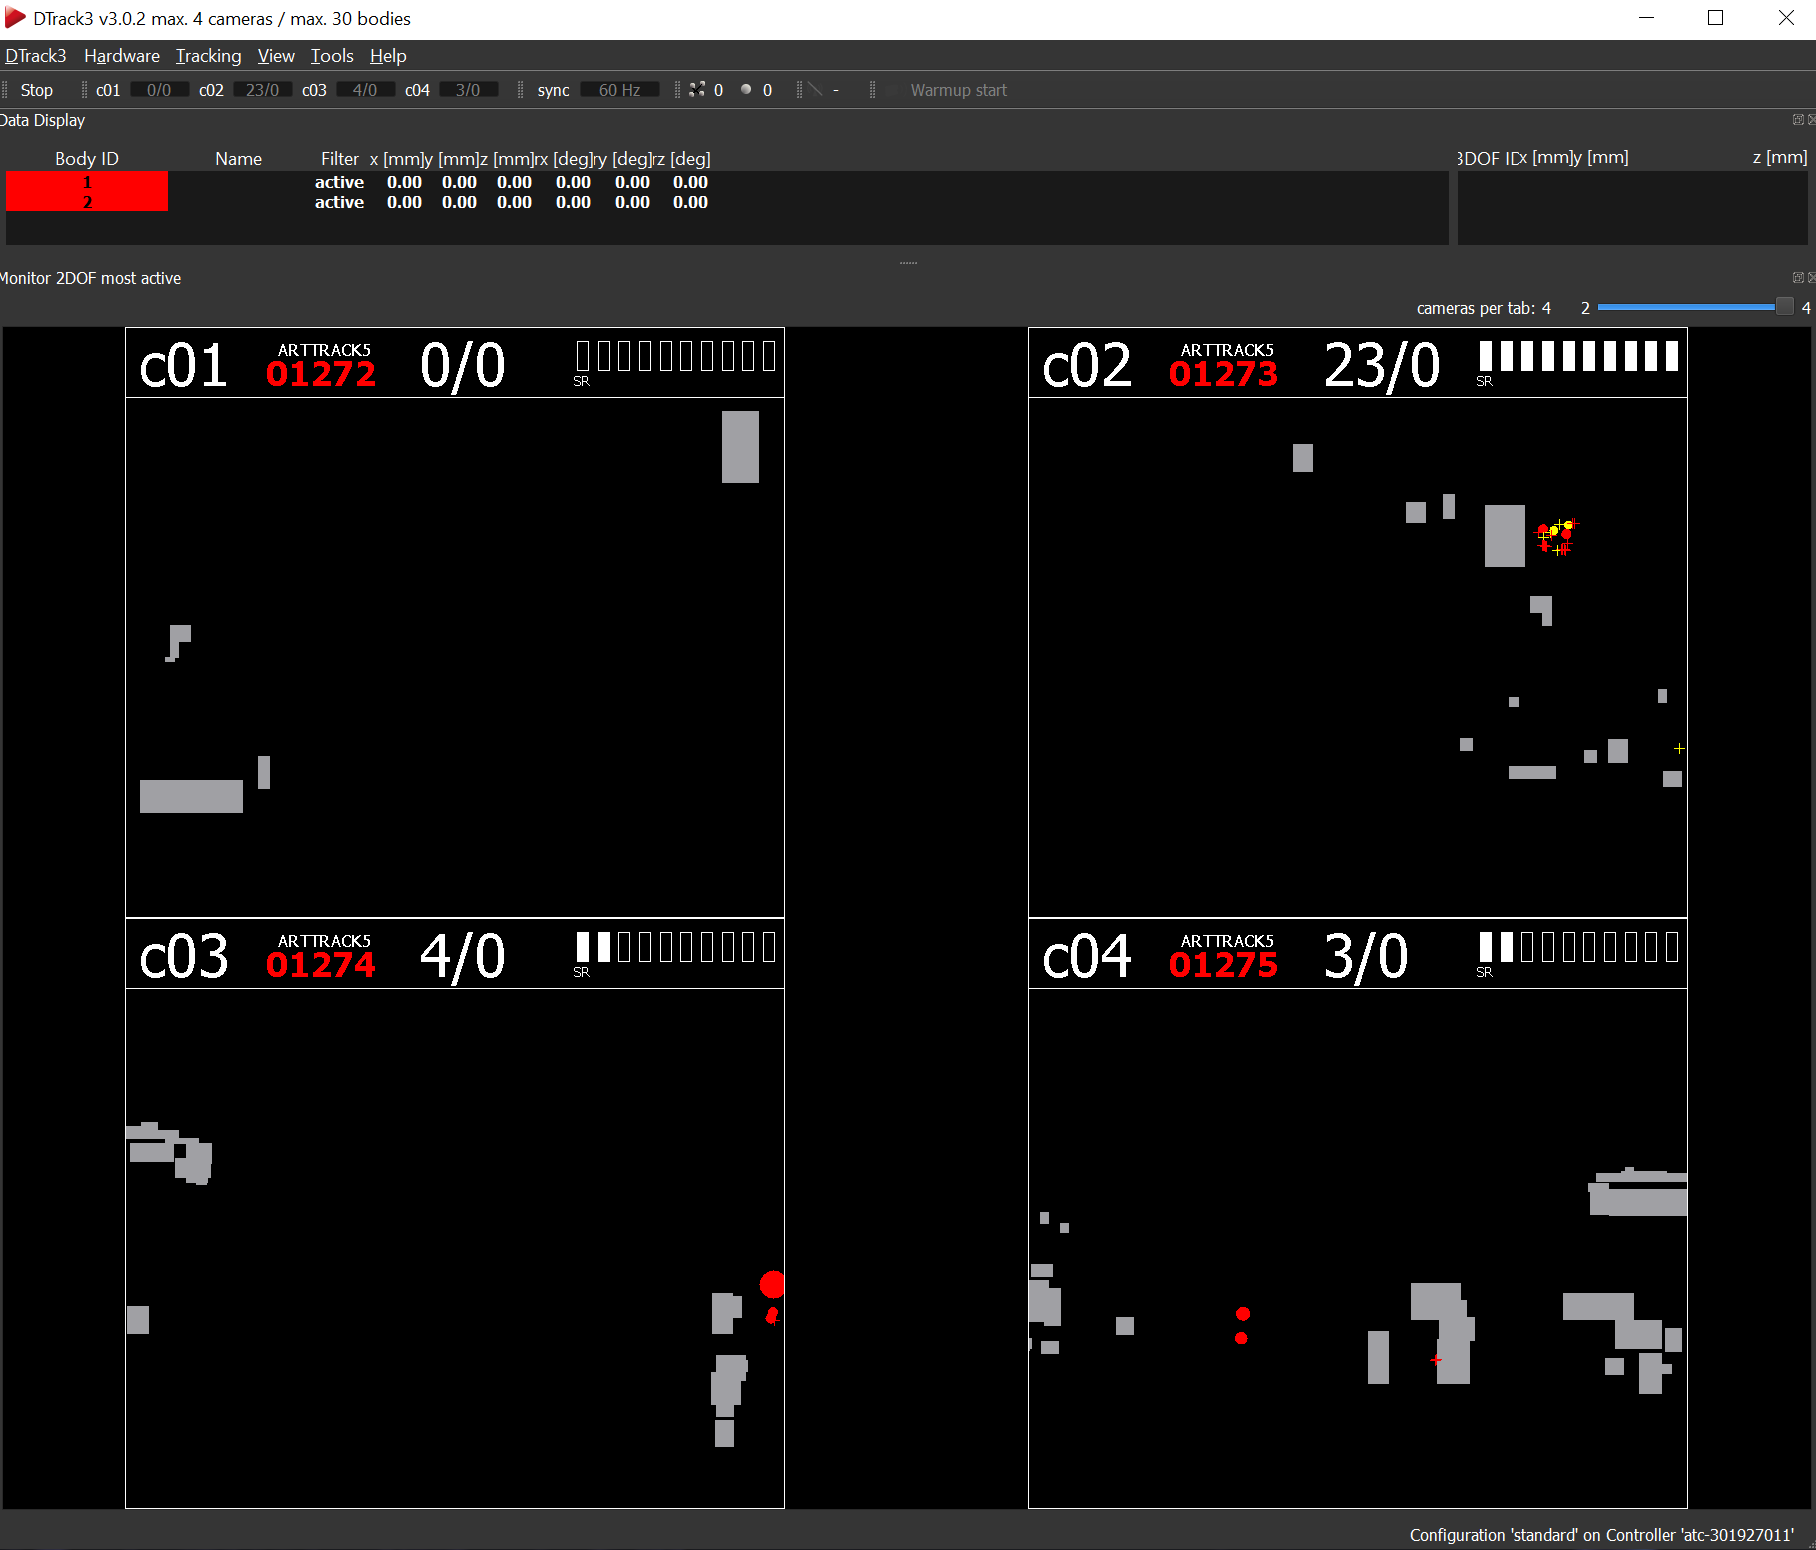 DTrack3 v3.0.2 max. 4 cameras / max. 30 bodies
DTrack3 Hardware Tracking View Tools Help
Stop c01 0/0 c02 23/0 c03 4/0 c04 3/0 sync 60 Hz 0 0 - Warmup start
Data Display
Body ID Name Filter x [mm] y [mm] z [mm] rx [deg] ry [deg] rz [deg] 3DOF ID x [mm] y [mm] z [mm]
1 active 0.00 0.00 0.00 0.00 0.00 0.00
2 active 0.00 0.00 0.00 0.00 0.00 0.00
Monitor 2DOF most active
cameras per tab: 4 2 4
c01 ARTTRACK5 01272 0/0 SR
c02 ARTTRACK5 01273 23/0 SR
c03 ARTTRACK5 01274 4/0 SR
c04 ARTTRACK5 01275 3/0 SR
Configuration 'standard' on Controller 'atc-301927011'